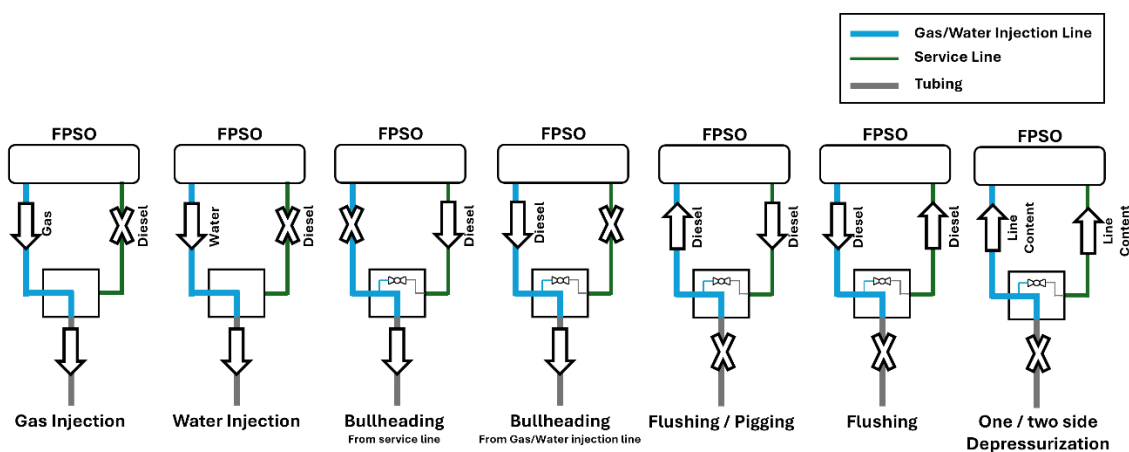 Gas/Water Injection Line
Service Line
Tubing
FPSO
FPSO
FPSO
FPSO
FPSO
FPSO
FPSO
Gas
Diesel
Water
Diesel
Diesel
Diesel
Diesel
Diesel
Diesel
Diesel
Line
Content
Line
Content
Gas Injection
Water Injection
Bullheading
From service line
Bullheading
From Gas/Water injection line
Flushing / Pigging
Flushing
One / two side
Depressurization